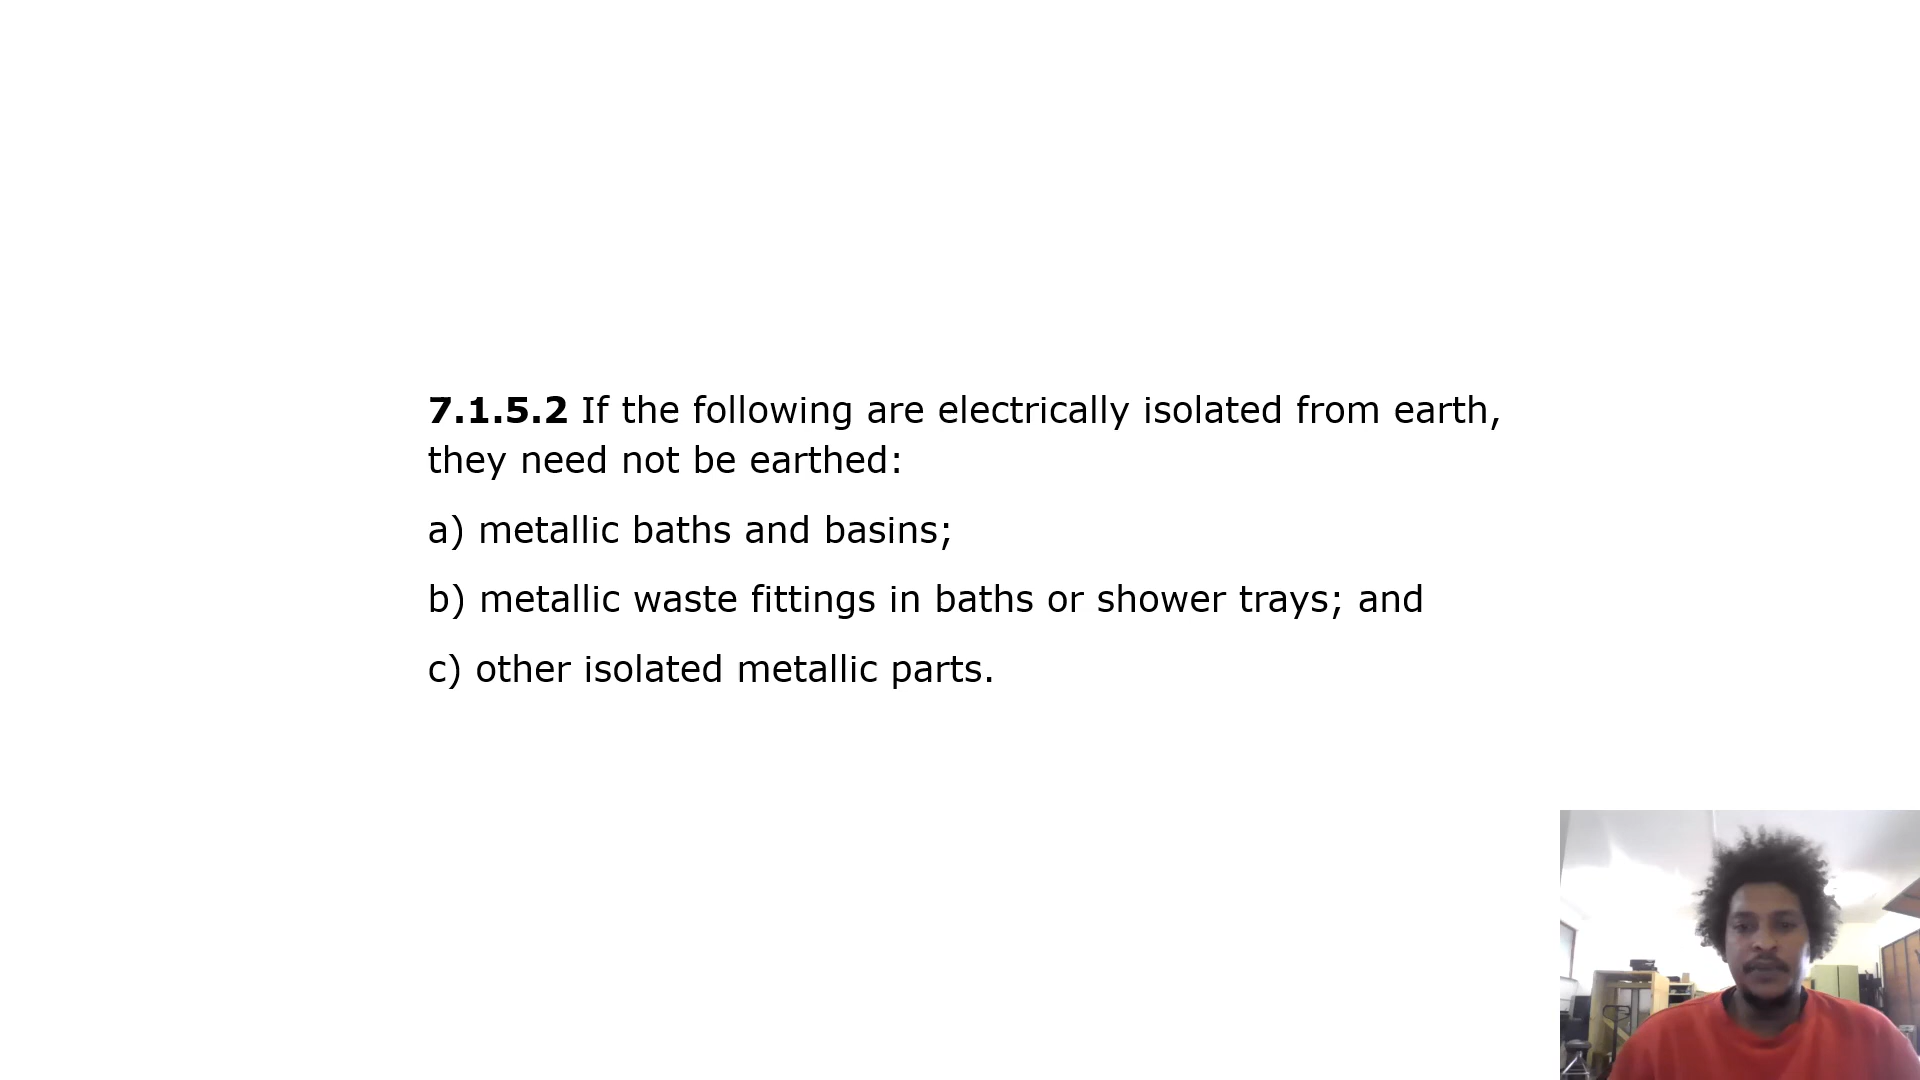 7.1.5.2 If the following are electrically isolated from earth,
they need not be earthed:
a) metallic baths and basins;
b) metallic waste fittings in baths or shower trays; and
c) other isolated metallic parts.